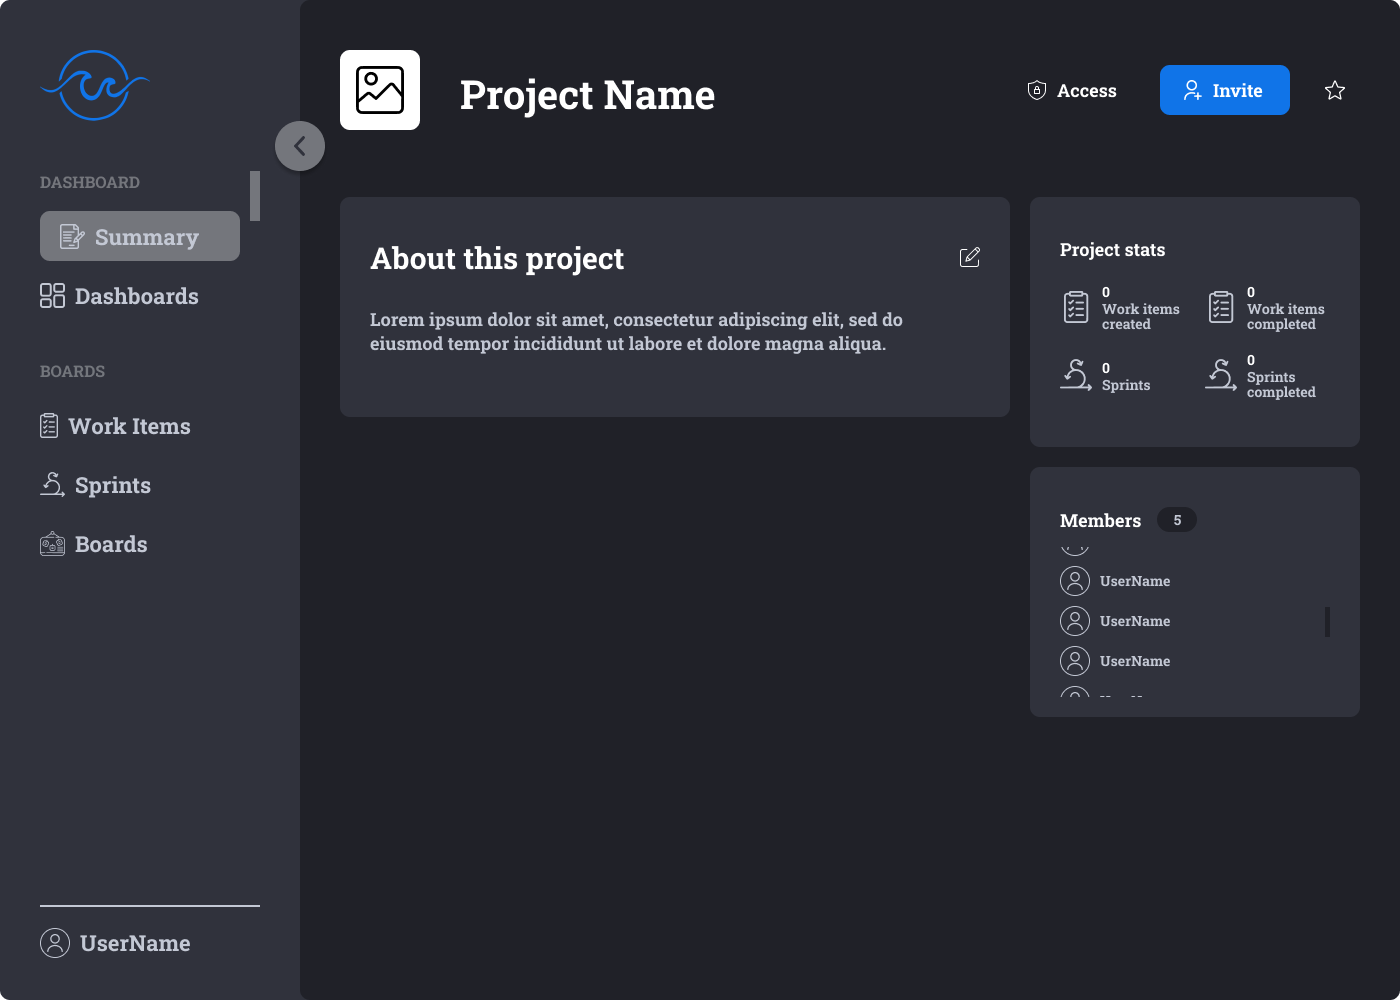 Project Name
Access
Invite
DASHBOARD
Summary
Dashboards
BOARDS
Work Items
Sprints
Boards
UserName
About this project
Lorem ipsum dolor sit amet, consectetur adipiscing elit, sed do
eiusmod tempor incididunt ut labore et dolore magna aliqua.
Project stats
0
Work items
created
0
Work items
completed
0
Sprints
0
Sprints
completed
Members 5
UserName
UserName
UserName